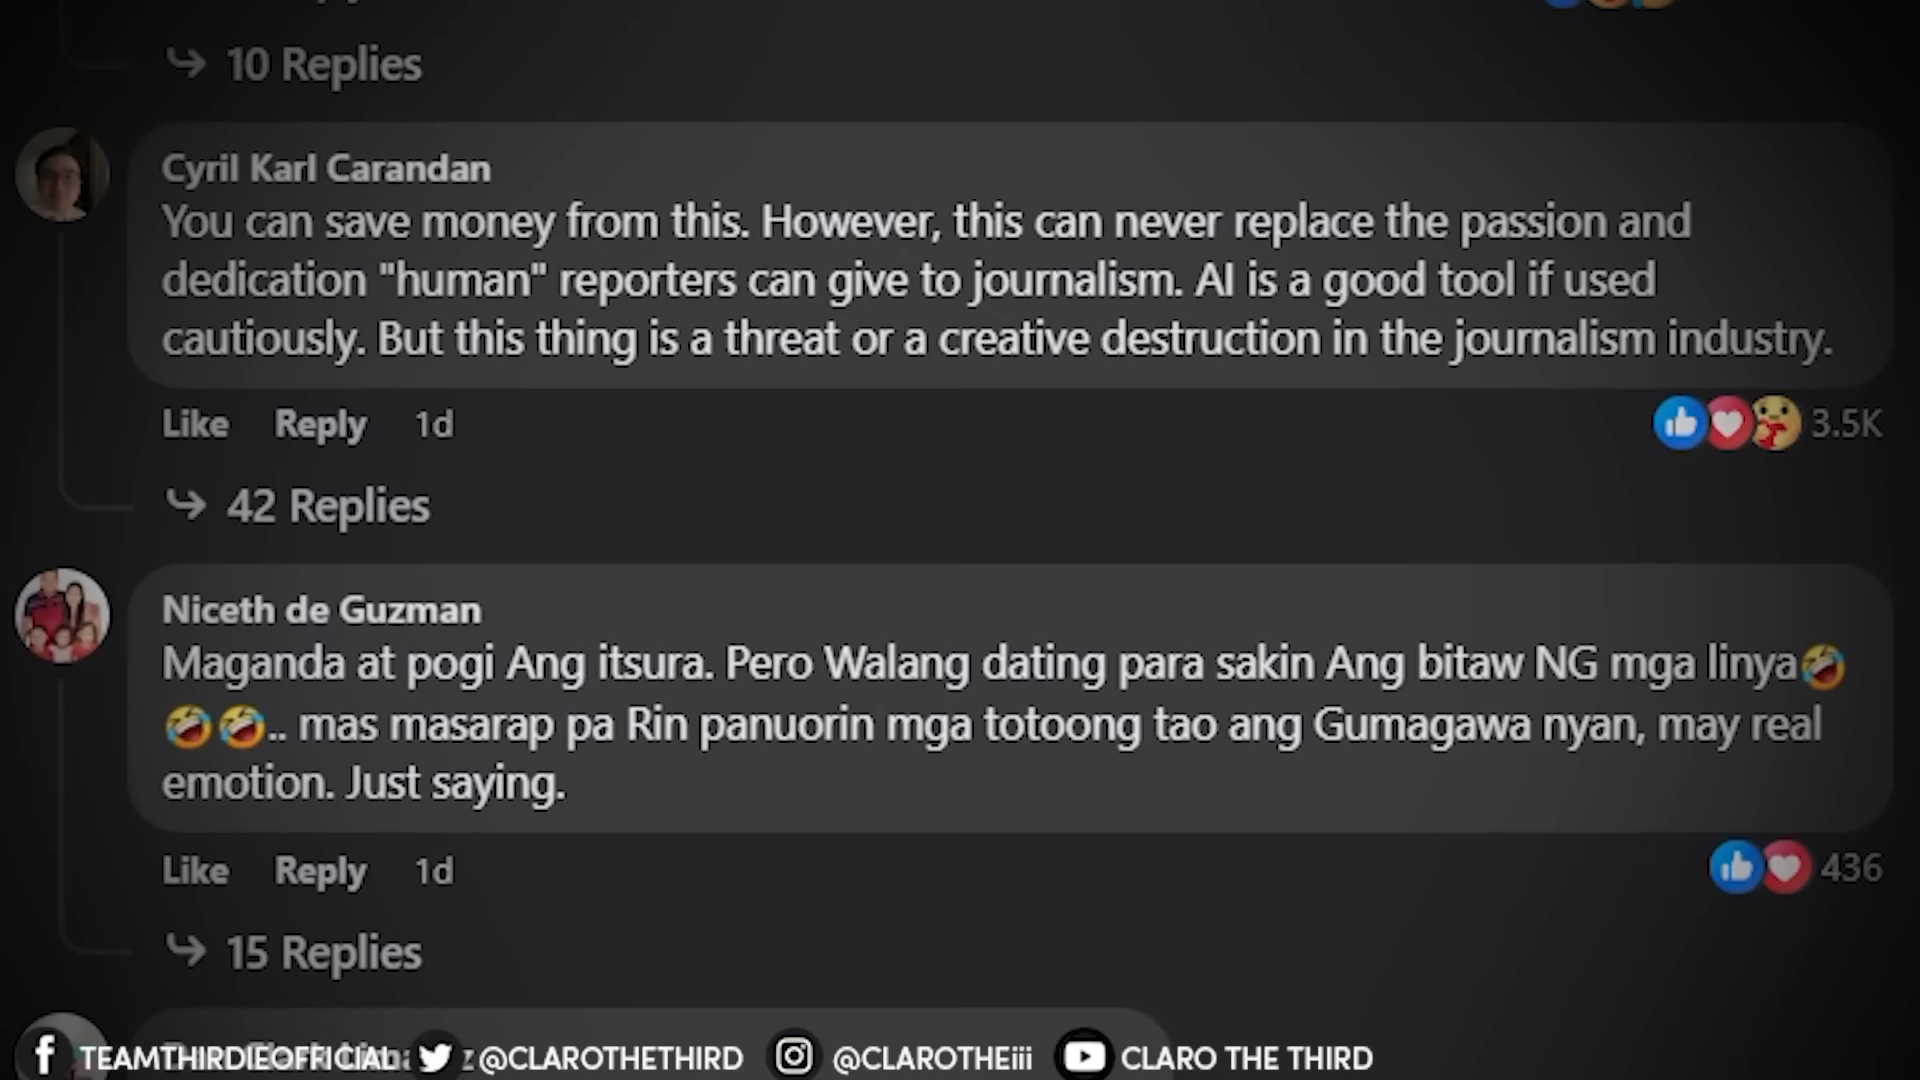 10 Replies
Cyril Karl Carandan
You can save money from this. However, this can never replace the passion and
dedication "human" reporters can give to journalism. AI is a good tool if used
cautiously. But this thing is a threat or a creative destruction in the journalism industry.
Like Reply 1d 3.5K
42 Replies
Niceth de Guzman
Maganda at pogi Ang itsura. Pero Walang dating para sakin Ang bitaw NG mga linya🤣
🤣🤣.. mas masarap pa Rin panuorin mga totoong tao ang Gumagawa nyan, may real
emotion. Just saying.
Like Reply 1d 436
15 Replies
TEAMTHIRDIEOFFICIAL @CLAROTHETHIRD @CLAROTHEiii CLARO THE THIRD